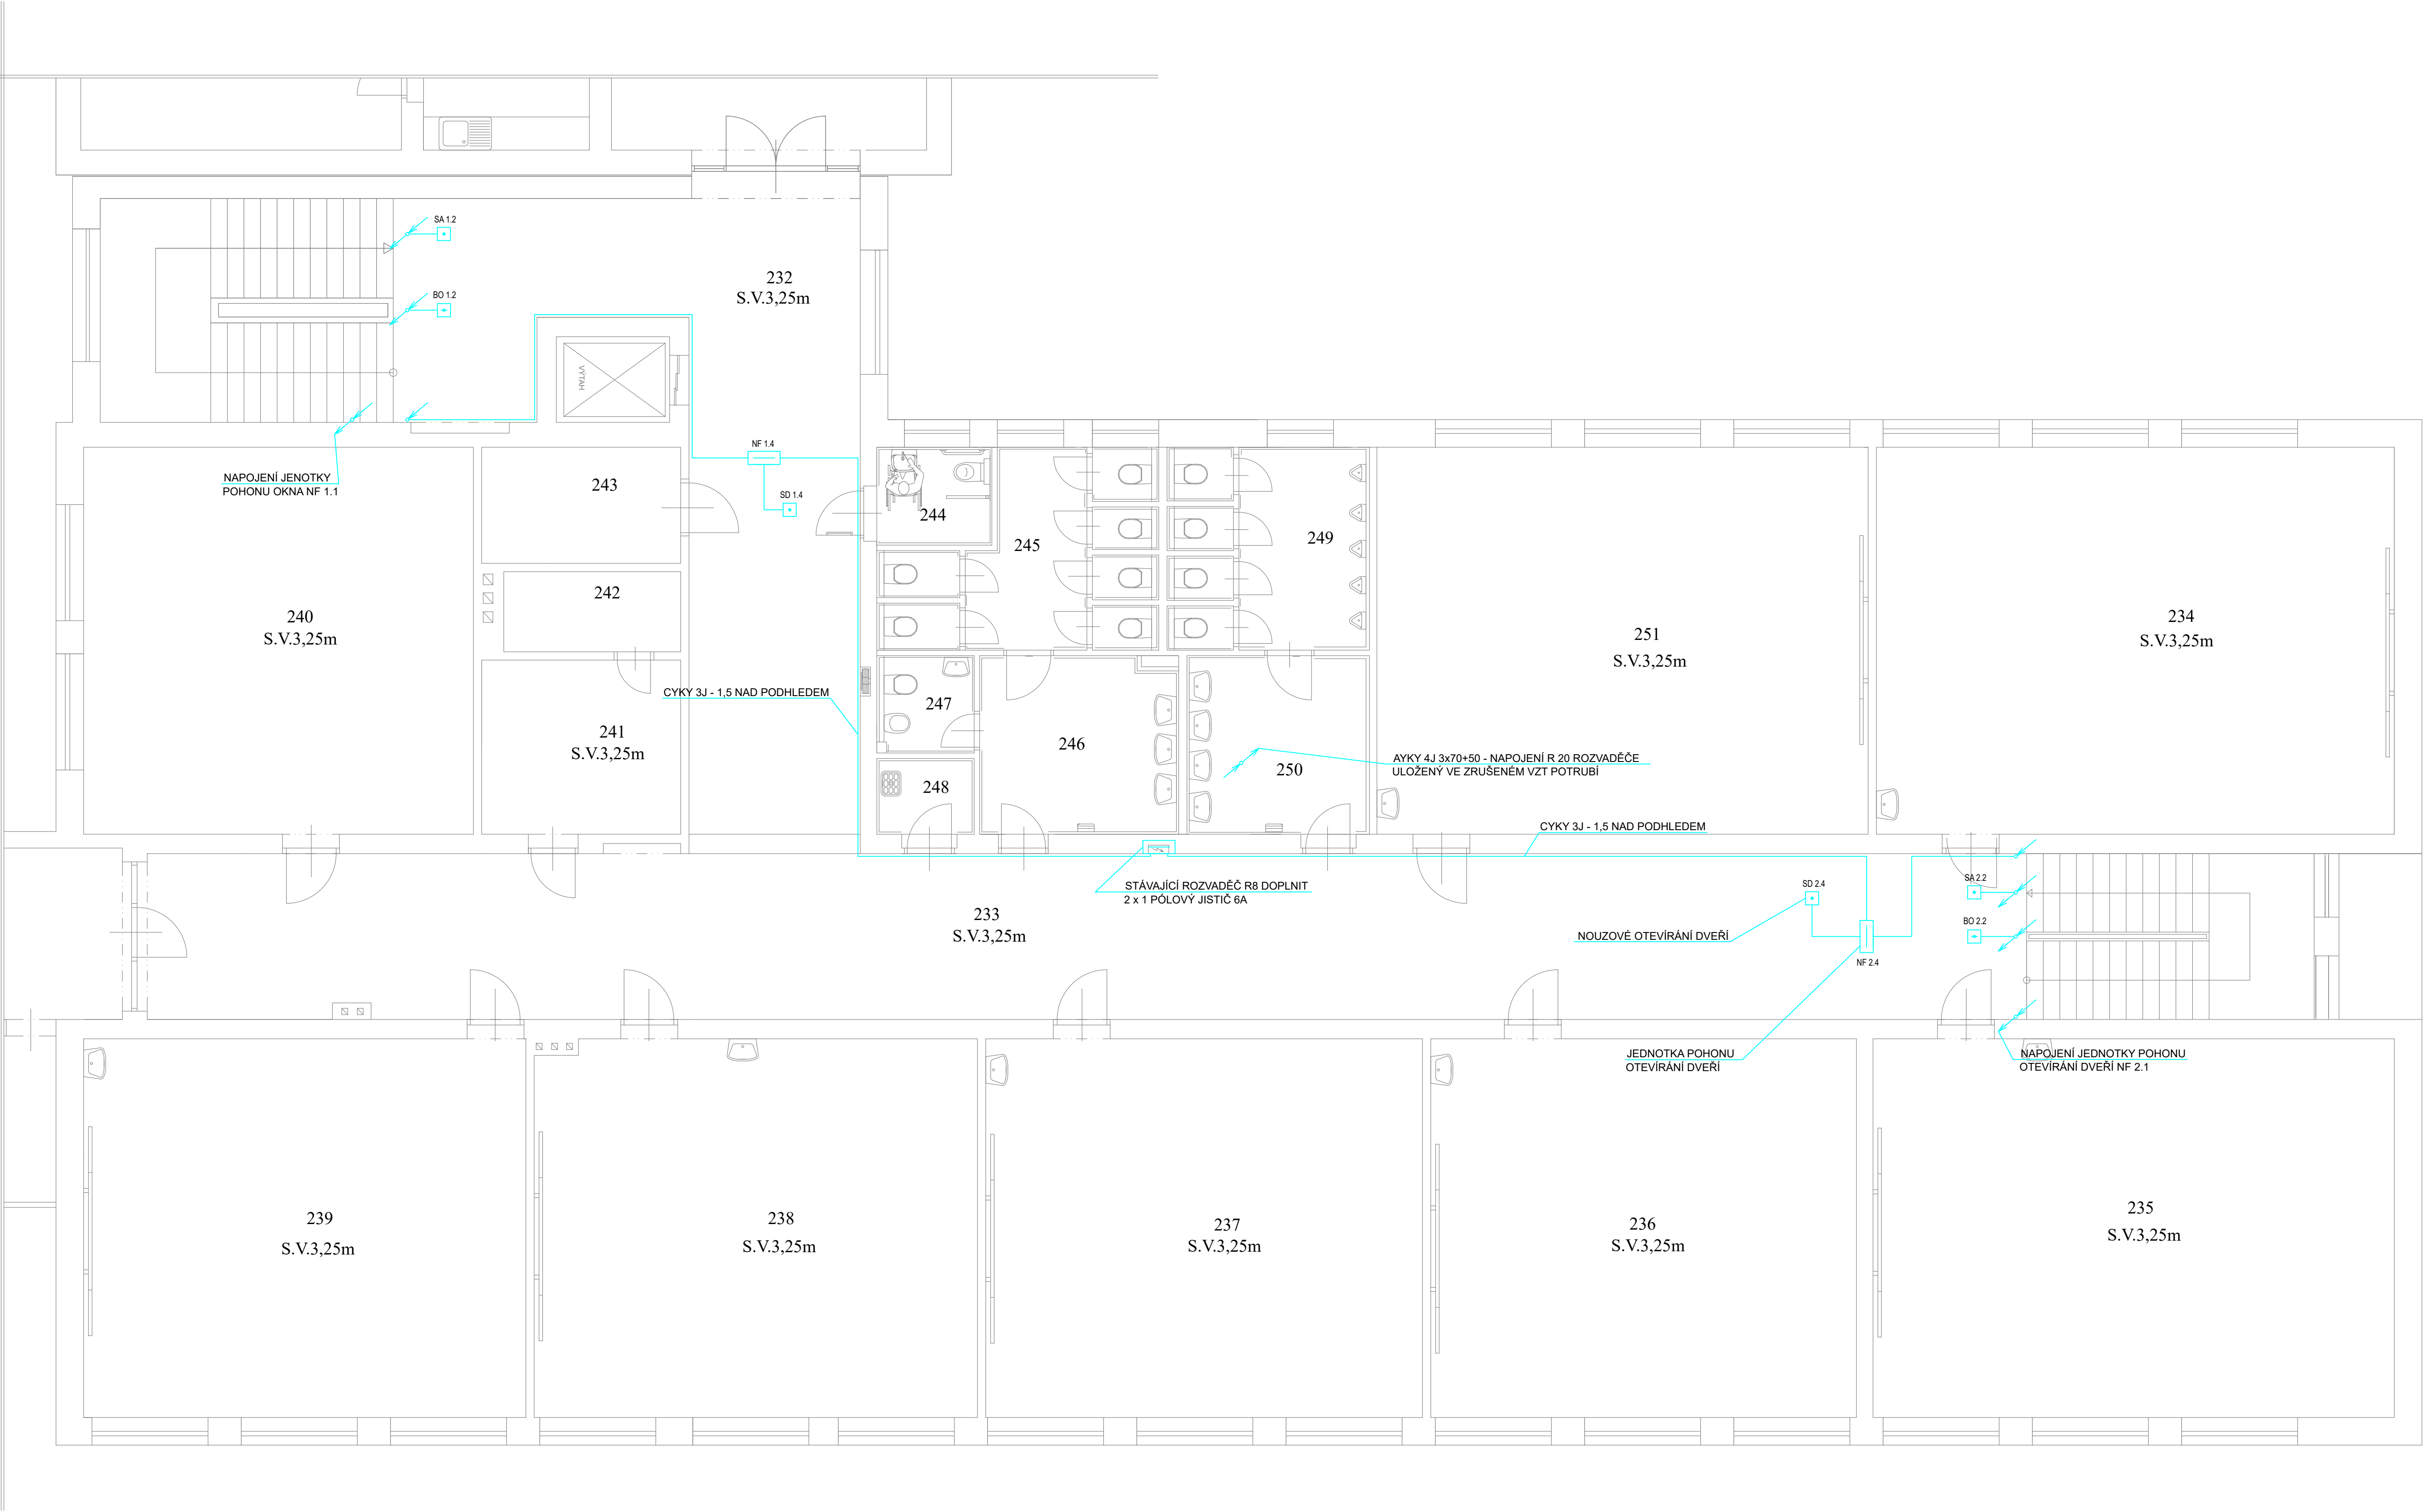 SA 1.2
232
S.V.3,25m
BO 1.2
VÝTAH
NF 1.4
NAPOJENÍ JENOTKY
POHONU OKNA NF 1.1
243
SD 1.4
244
245
249
242
240
S.V.3,25m
251
S.V.3,25m
234
S.V.3,25m
CYKY 3J - 1,5 NAD PODHLEDEM
247
241
S.V.3,25m
246
AYKY 4J 3x70+50 - NAPOJENÍ R 20 ROZVADĚČE
ULOŽENÝ VE ZRUŠENÉM VZT POTRUBÍ
250
248
CYKY 3J - 1,5 NAD PODHLEDEM
STÁVAJÍCÍ ROZVADĚČ R8 DOPLNIT
2 x 1 PÓLOVÝ JISTIČ 6A
SD 2.4
SA 2.2
233
S.V.3,25m
BO 2.2
NOUZOVÉ OTEVÍRÁNÍ DVEŘÍ
NF 2.4
JEDNOTKA POHONU
OTEVÍRÁNÍ DVEŘÍ
NAPOJENÍ JEDNOTKY POHONU
OTEVÍRÁNÍ DVEŘÍ NF 2.1
239
S.V.3,25m
238
S.V.3,25m
237
S.V.3,25m
236
S.V.3,25m
235
S.V.3,25m